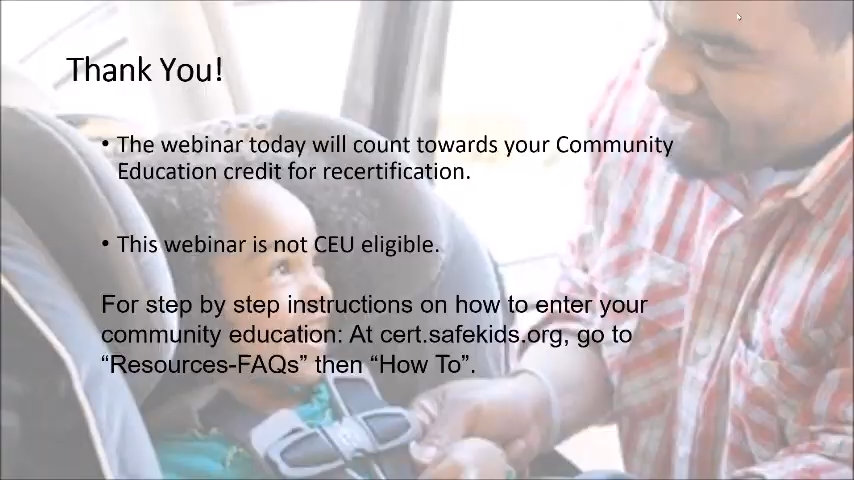 Thank You!
• The webinar today will count towards your Community
Education credit for recertification.
• This webinar is not CEU eligible.
For step by step instructions on how to enter your
community education: At cert.safekids.org, go to
“Resources-FAQs” then “How To”.